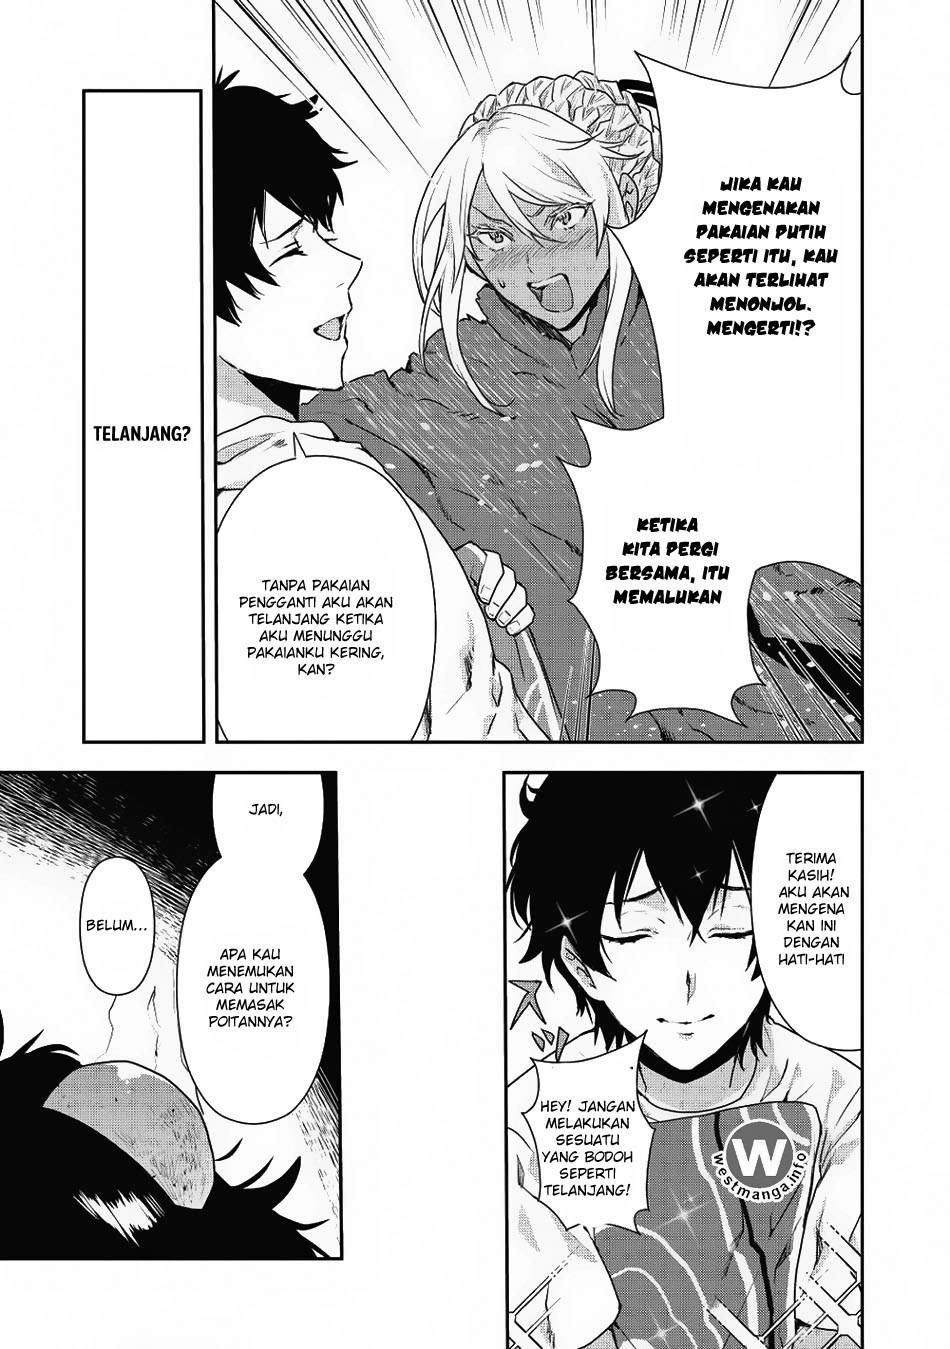 JIKA KAU
MENGENAKAN
PAKAIAN PUTIH
SEPERTI ITU, KAU
AKAN TERLIHAT
MENONJOL.
MENGERTI!?
KETIKA
KITA PERGI
BERSAMA, ITU
MEMALUKAN
TANPA PAKAIAN
PENGGANTI AKU AKAN
TELANJANG KETIKA
AKU MENUNGGU
PAKAIANKU KERING,
KAN?
TELANJANG?
TERIMA
KASIH!
AKU AKAN
MENGENA
KAN INI
DENGAN
HATI-HATI
HEY! JANGAN
MELAKUKAN
SESUATU
YANG BODOH
SEPERTI
TELANJANG!
W
westmanga.info
JADI,
APA KAU
MENEMUKAN
CARA UNTUK
MEMASAK
POITANNYA?
BELUM...